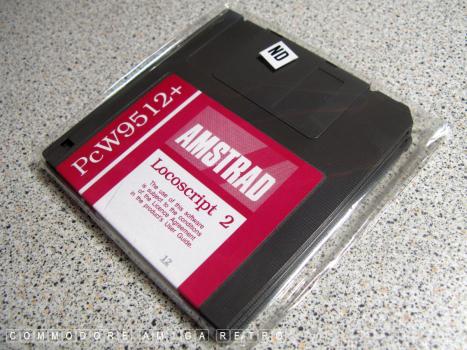 ND
PcW9512+
AMSTRAD
Locoscript 2
The use of this software
is subject to the conditions
of the Licence Agreement
in the product's User Guide.
12
COMMODORE AMIGA RETRO